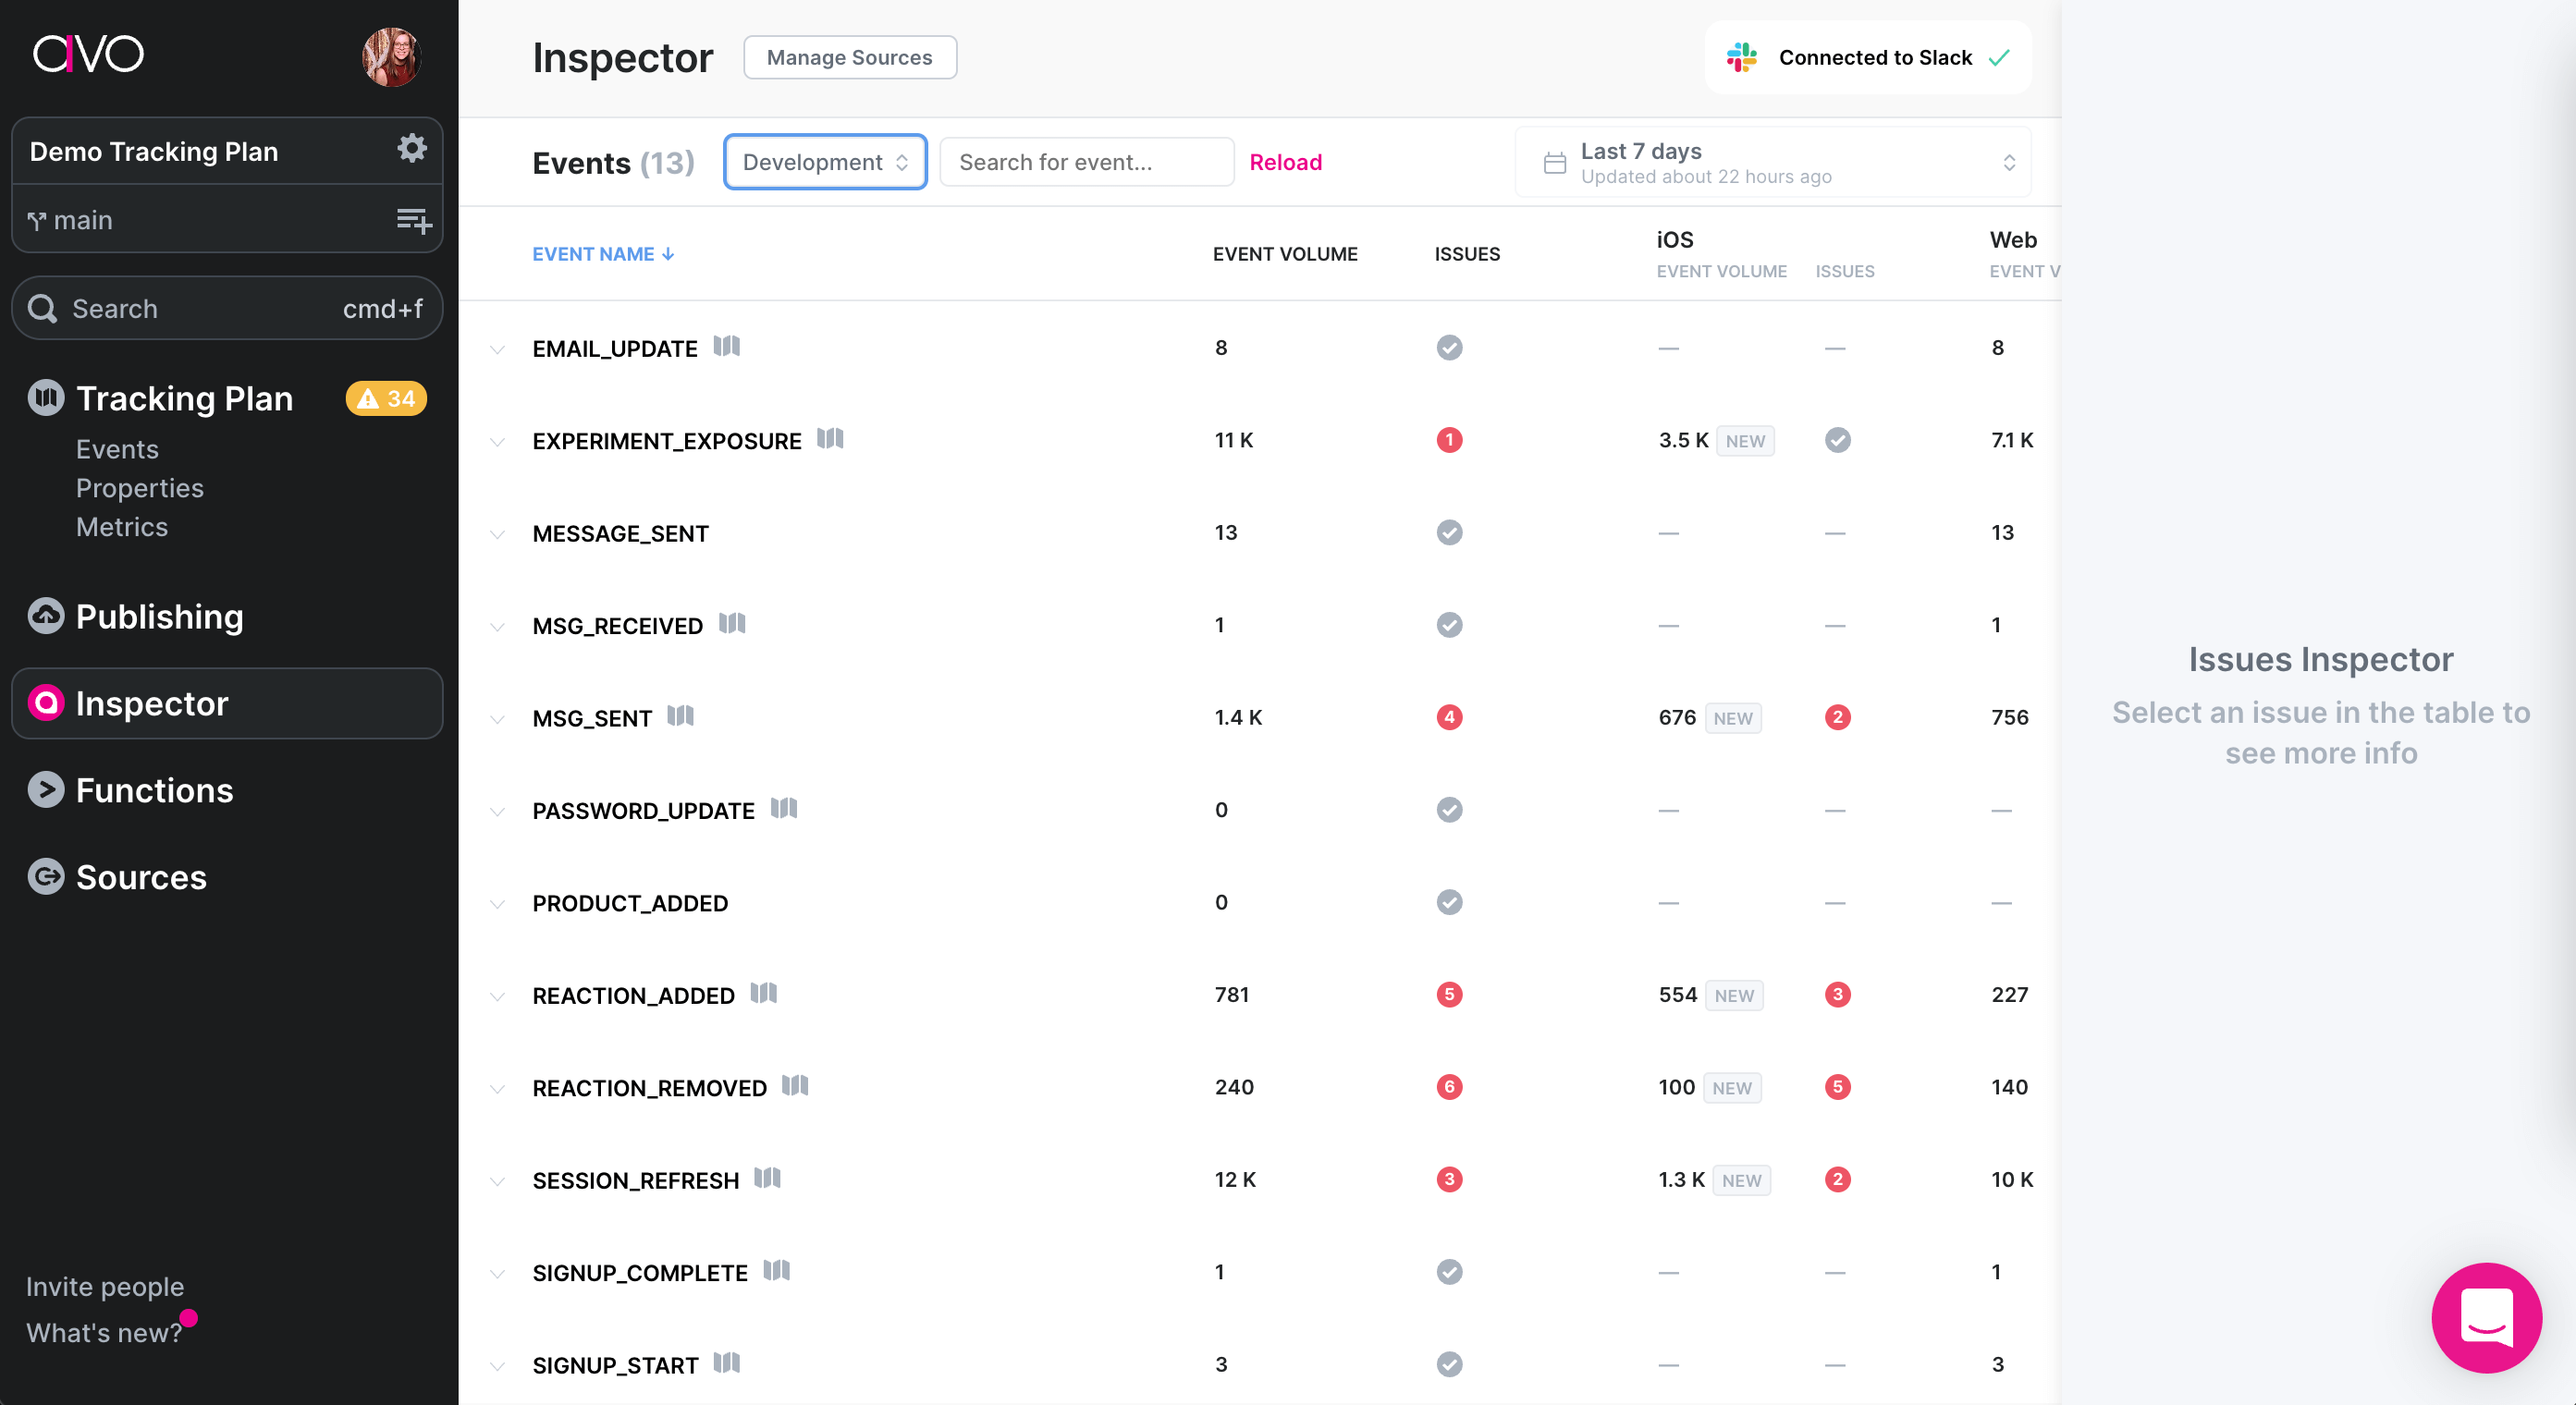 avo
Demo Tracking Plan
main
Search cmd+f
Tracking Plan 34
Events
Properties
Metrics
Publishing
Inspector
Functions
Sources
Invite people
What's new?
Inspector Manage Sources Connected to Slack
Events (13) Development Search for event... Reload Last 7 days
Updated about 22 hours ago
EVENT NAME EVENT VOLUME ISSUES iOS Web
EVENT VOLUME ISSUES EVENT V
EMAIL_UPDATE 8 — — 8
EXPERIMENT_EXPOSURE 11 K 1 3.5 K NEW 7.1 K
MESSAGE_SENT 13 — — 13
MSG_RECEIVED 1 — — 1
MSG_SENT 1.4 K 4 676 NEW 2 756
PASSWORD_UPDATE 0 — — —
PRODUCT_ADDED 0 — — —
REACTION_ADDED 781 5 554 NEW 3 227
REACTION_REMOVED 240 6 100 NEW 5 140
SESSION_REFRESH 12 K 3 1.3 K NEW 2 10 K
SIGNUP_COMPLETE 1 — — 1
SIGNUP_START 3 — — 3
Issues Inspector
Select an issue in the table to
see more info